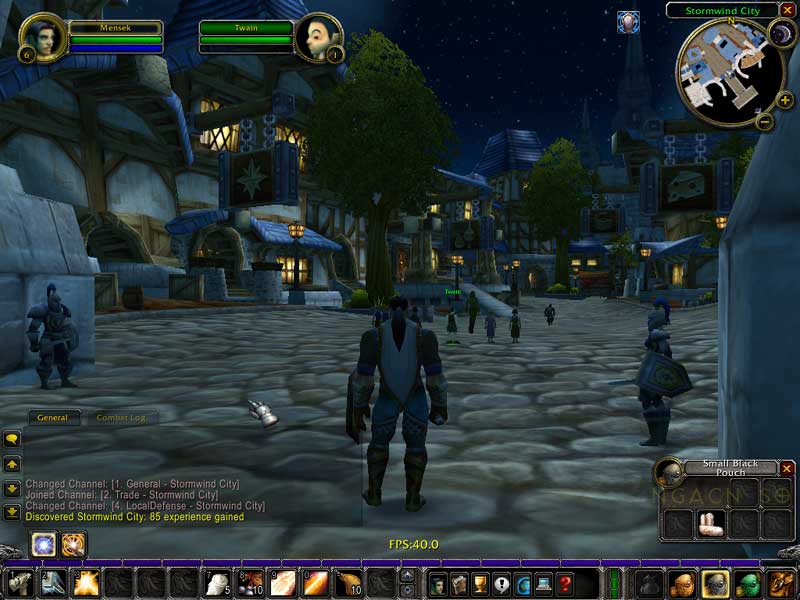 Mensek
Twain
Stormwind City
N
6
1
Twain
General
Combat Log
Changed Channel: [1. General - Stormwind City]
Joined Channel: [2. Trade - Stormwind City]
Changed Channel: [4. LocalDefense - Stormwind City]
Discovered Stormwind City: 85 experience gained
Small Black
Pouch
FPS:40.0
5
10
10